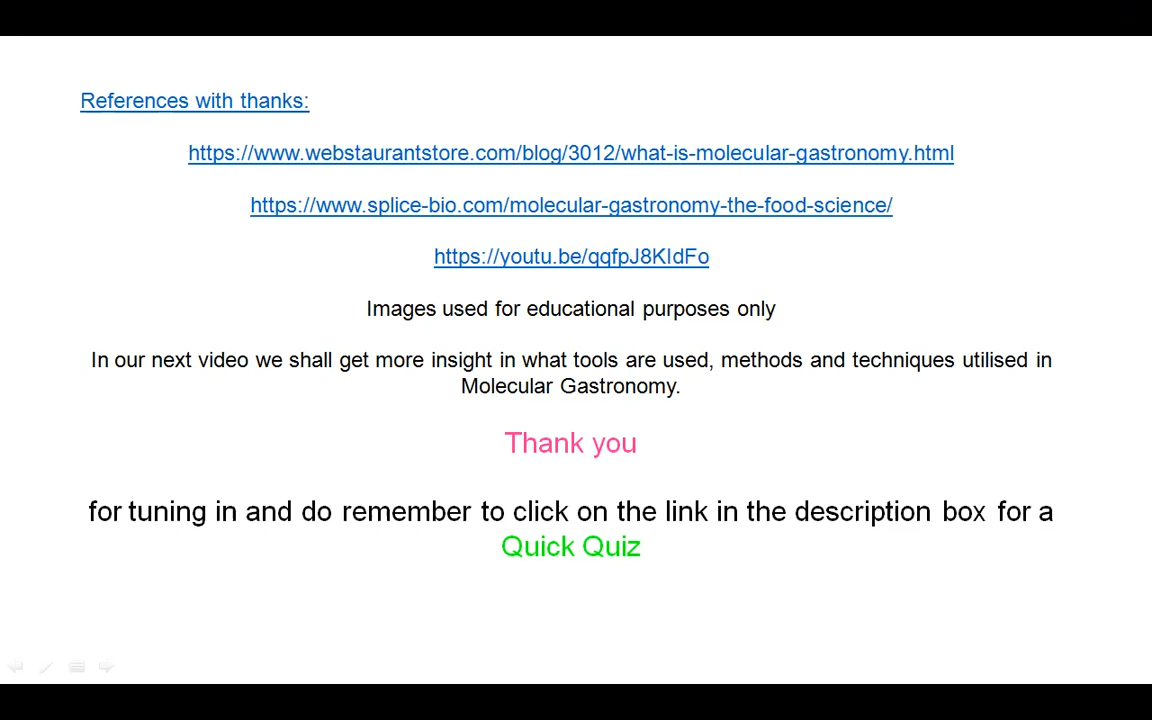 References with thanks:
https://www.webstaurantstore.com/blog/3012/what-is-molecular-gastronomy.html
https://www.splice-bio.com/molecular-gastronomy-the-food-science/
https://youtu.be/qqfpJ8KIdFo
Images used for educational purposes only
In our next video we shall get more insight in what tools are used, methods and techniques utilised in
Molecular Gastronomy.
Thank you
for tuning in and do remember to click on the link in the description box for a
Quick Quiz